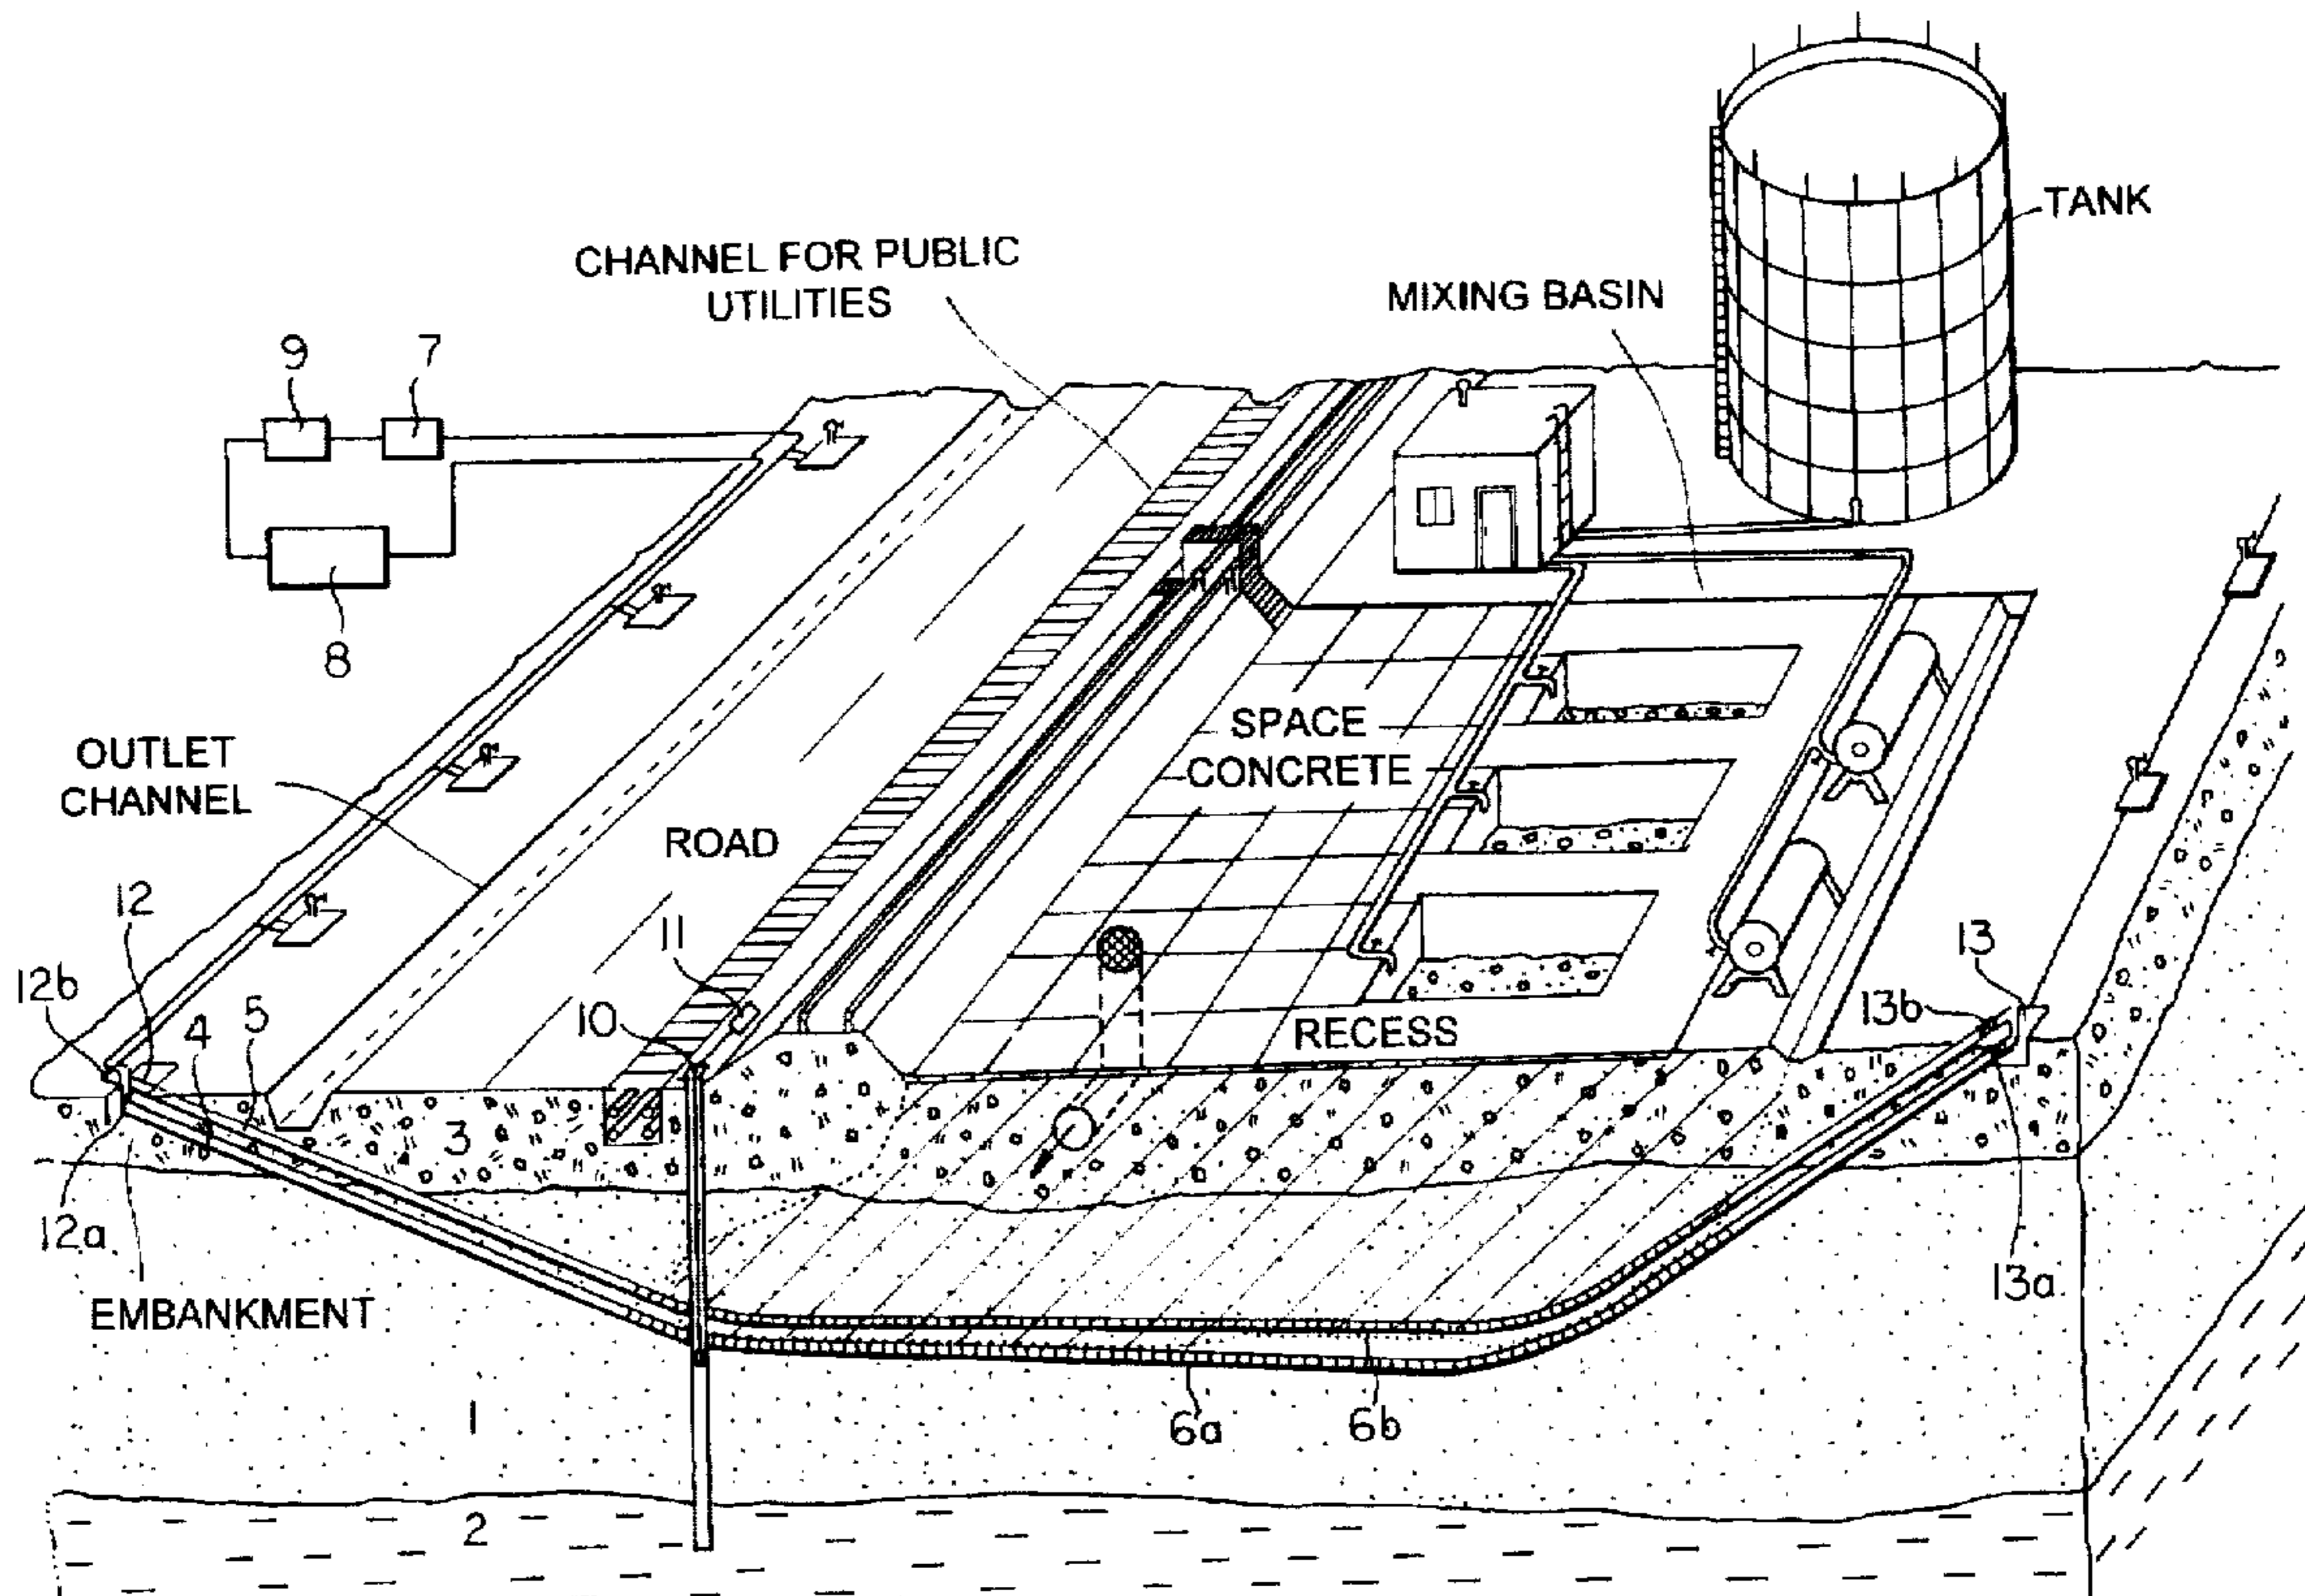 TANK
CHANNEL FOR PUBLIC
UTILITIES
MIXING BASIN
9
7
8
SPACE
CONCRETE
OUTLET
CHANNEL
ROAD
12
11
13
12b
4
5
10
RECESS
13b
3
12a
13a
EMBANKMENT
1
6a
6b
2